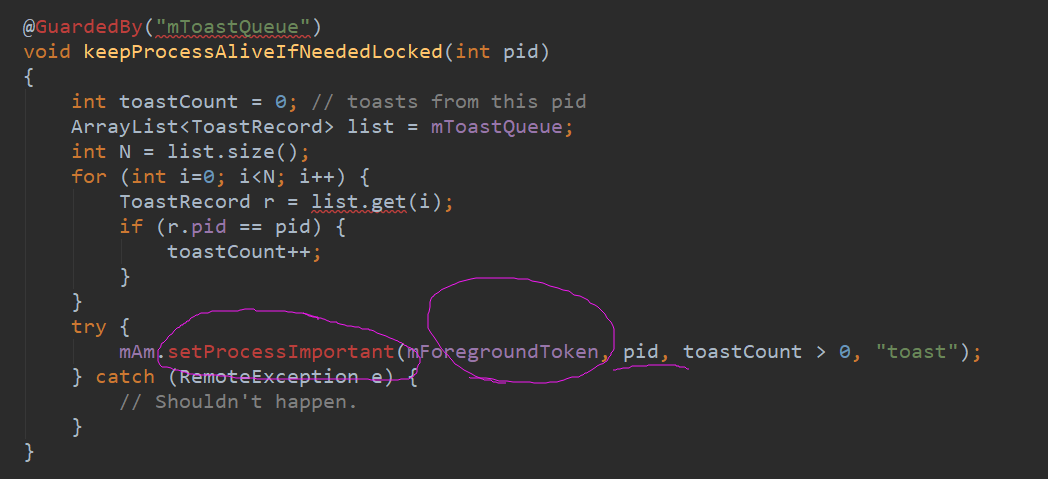 @GuardedBy("mToastQueue")
void keepProcessAliveIfNeededLocked(int pid)
{
    int toastCount = 0; // toasts from this pid
    ArrayList<ToastRecord> list = mToastQueue;
    int N = list.size();
    for (int i=0; i<N; i++) {
        ToastRecord r = list.get(i);
        if (r.pid == pid) {
            toastCount++;
        }
    }
    try {
        mAm.setProcessImportant(mForegroundToken, pid, toastCount > 0, "toast");
    } catch (RemoteException e) {
        // Shouldn't happen.
    }
}